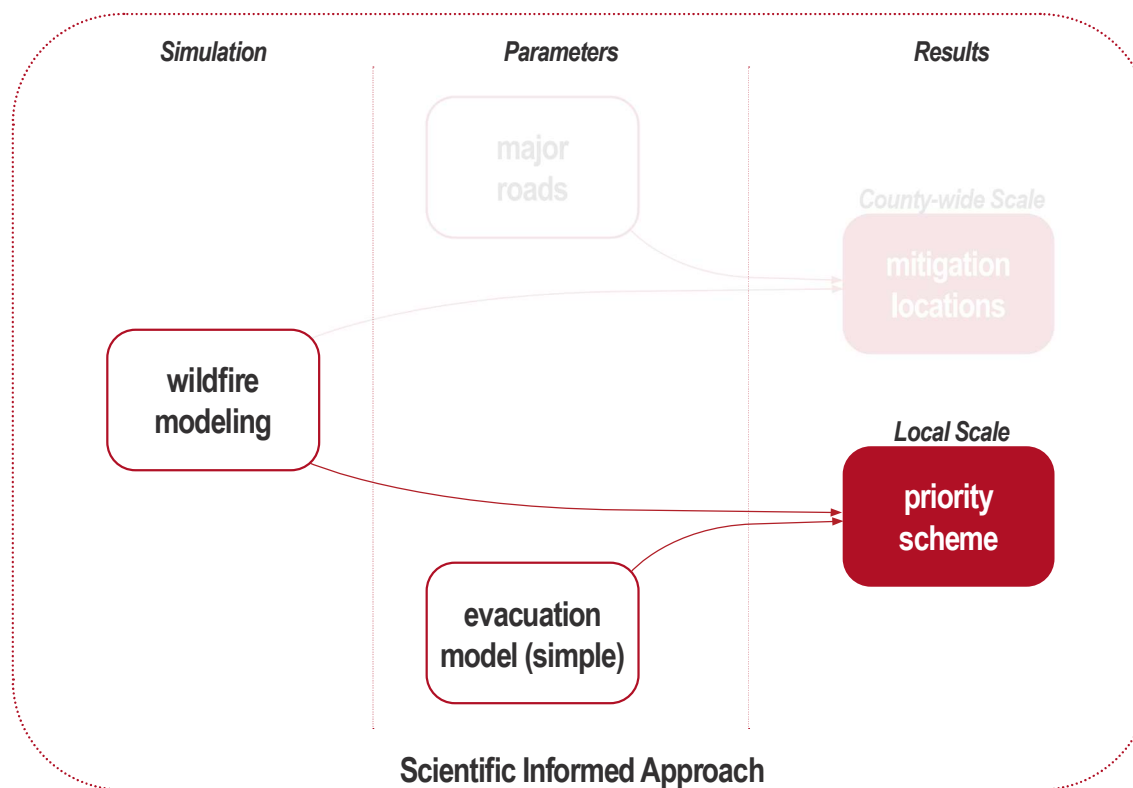 Simulation
Parameters
Results
major
roads
County-wide Scale
mitigation
locations
wildfire
modeling
Local Scale
priority
scheme
evacuation
model (simple)
Scientific Informed Approach